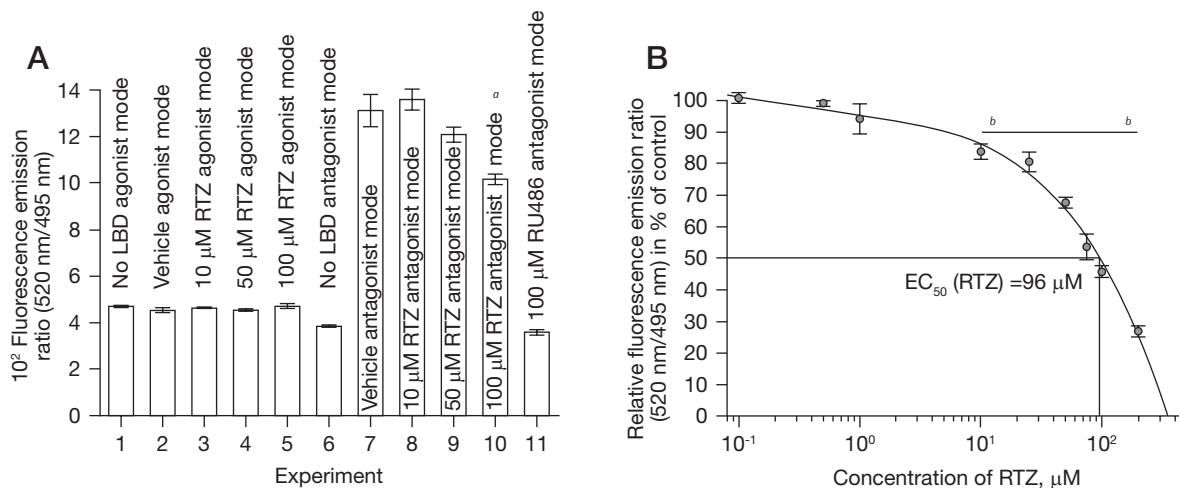 A
10² Fluorescence emission
ratio (520 nm/495 nm)
14
12
10
8
6
4
2
0
No LBD agonist mode
Vehicle agonist mode
10 µM RTZ agonist mode
50 µM RTZ agonist mode
100 µM RTZ agonist mode
No LBD antagonist mode
Vehicle antagonist mode
10 µM RTZ antagonist mode
50 µM RTZ antagonist mode
100 µM RTZ antagonist mode
a
100 µM RU486 antagonist mode
1 2 3 4 5 6 7 8 9 10 11
Experiment
B
Relative fluorescence emission ratio
(520 nm/495 nm) in % of control
100
90
80
70
60
50
40
30
20
10
0
b b
EC₅₀ (RTZ) =96 µM
10⁻¹ 10⁰ 10¹ 10²
Concentration of RTZ, µM